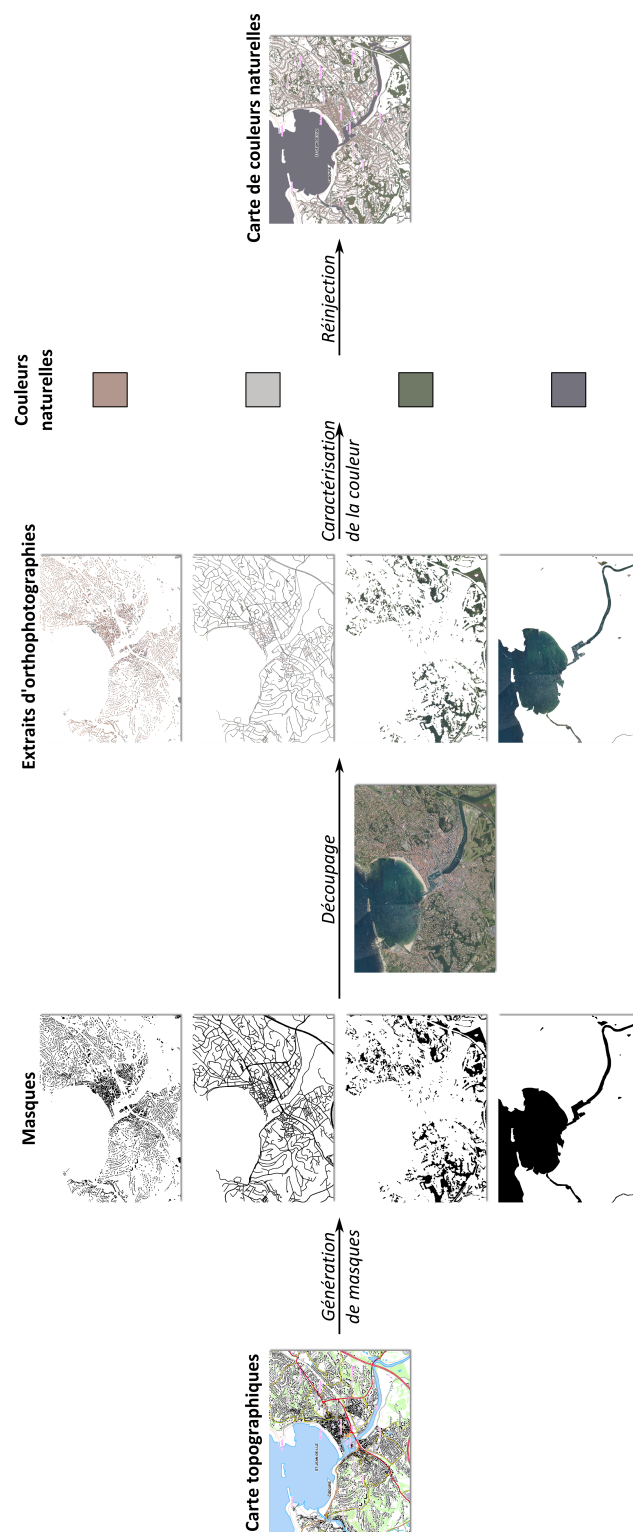 Carte topographiques
Génération
de masques
Masques
Découpage
Extraits d'orthophotographies
Caractérisation
de la couleur
Couleurs
naturelles
Réinjection
Carte de couleurs naturelles